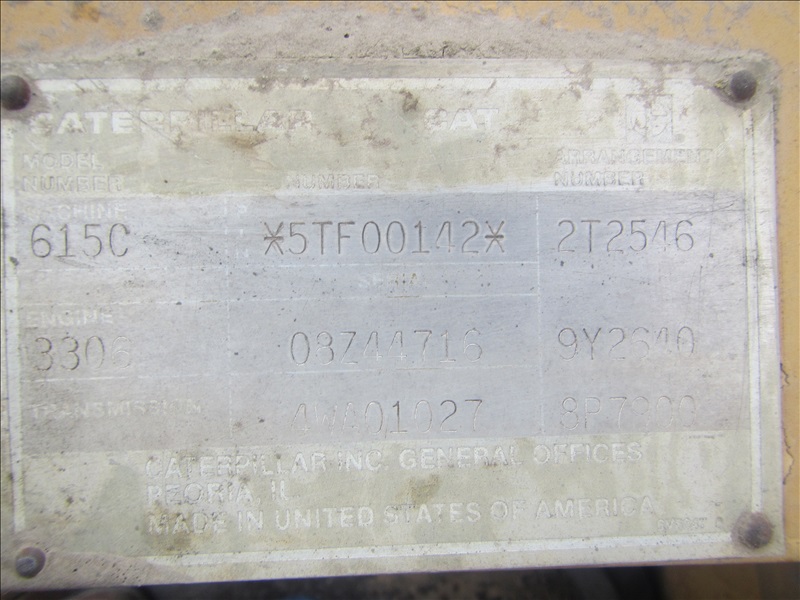 CATERPILLAR CAT
MODEL NUMBER NUMBER ARRANGEMENT NUMBER
MACHINE
615C *5TF00142* 2T2546
SERIAL
ENGINE
3306 08Z44716
TRANSMISSION 4WA01027
CATERPILLAR INC. GENERAL OFFICES
PEORIA, IL
MADE IN UNITED STATES OF AMERICA